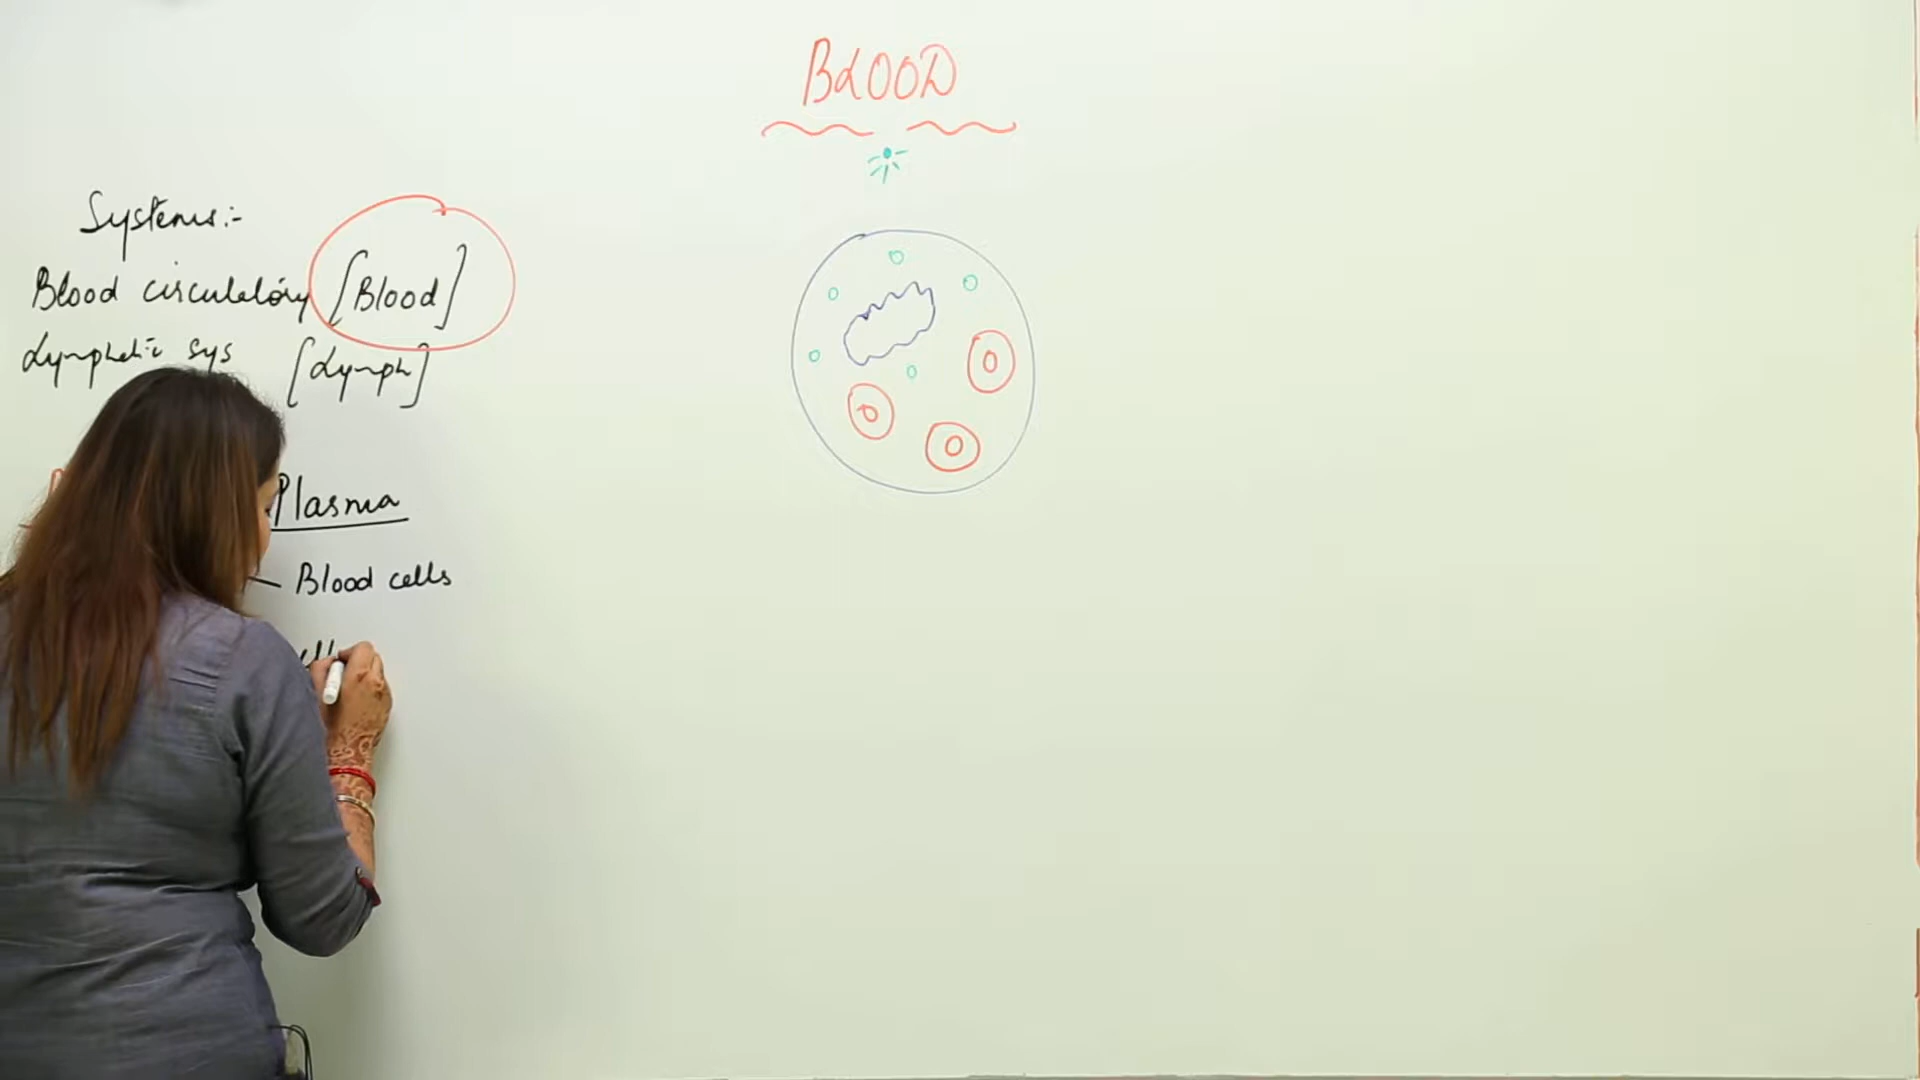 BLOOD
Systems:-
Blood circulatory [Blood]
Lymphatic sys [Lymph]
Plasma
Blood cells